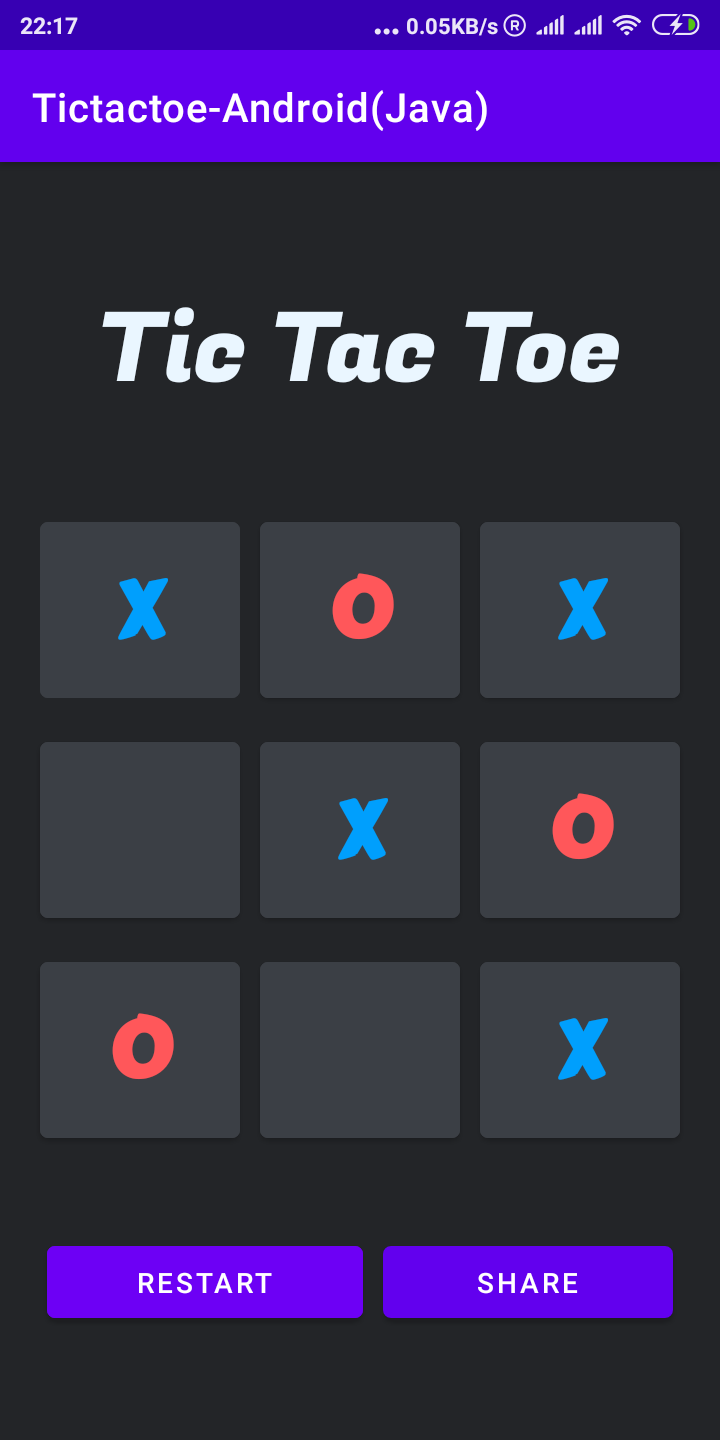 22:17 ... 0.05KB/s R
Tictactoe-Android(Java)
Tic Tac Toe
X O X
X O
O X
RESTART SHARE